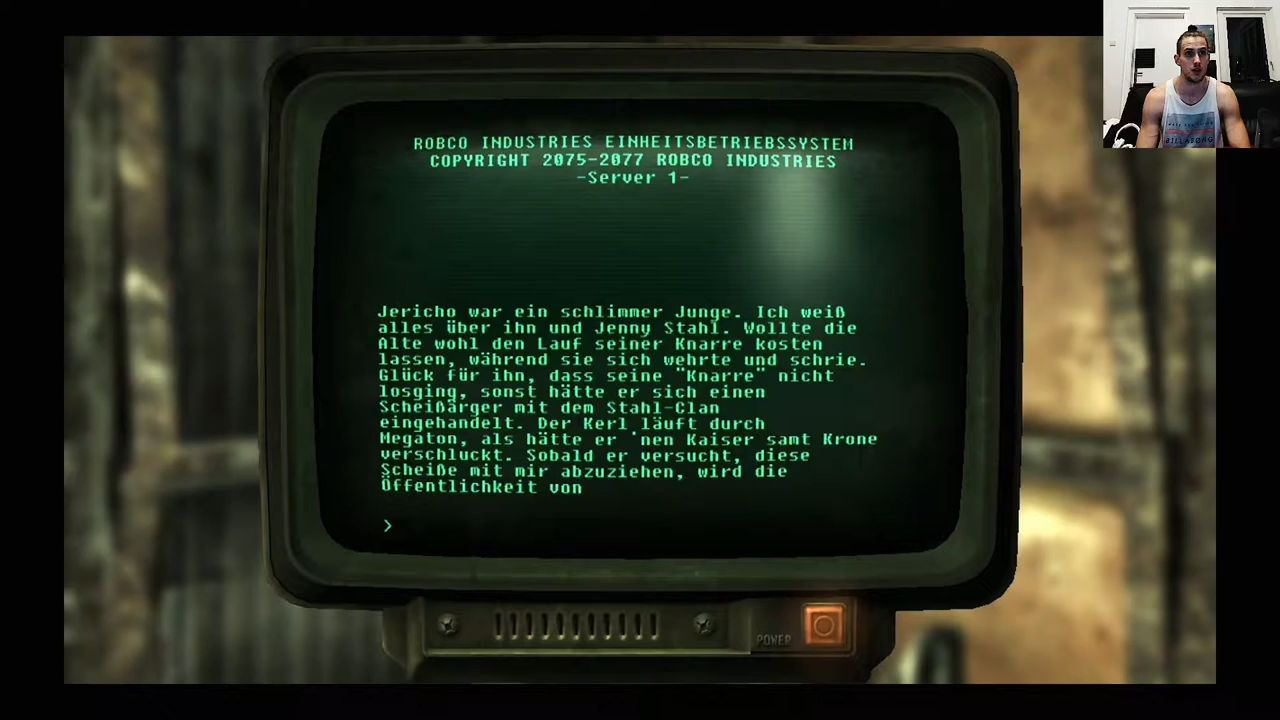 ROBCO INDUSTRIES EINHEITSBETRIEBSSYSTEM
COPYRIGHT 2075-2077 ROBCO INDUSTRIES
-Server 1-
Jericho war ein schlimmer Junge. Ich weiß
alles über ihn und Jenny Stahl. Wollte die
Alte wohl den Lauf seiner Knarre kosten
lassen, während sie sich wehrte und schrie.
Glück für ihn, dass seine "Knarre" nicht
losging, sonst hätte er sich einen
Scheißärger mit dem Stahl-Clan
eingehandelt. Der Kerl läuft durch
Megaton, als hätte er 'nen Kaiser samt Krone
verschluckt. Sobald er versucht, diese
Scheiße mit mir abzuziehen, wird die
Öffentlichkeit von
>
POWER
BILLABONG